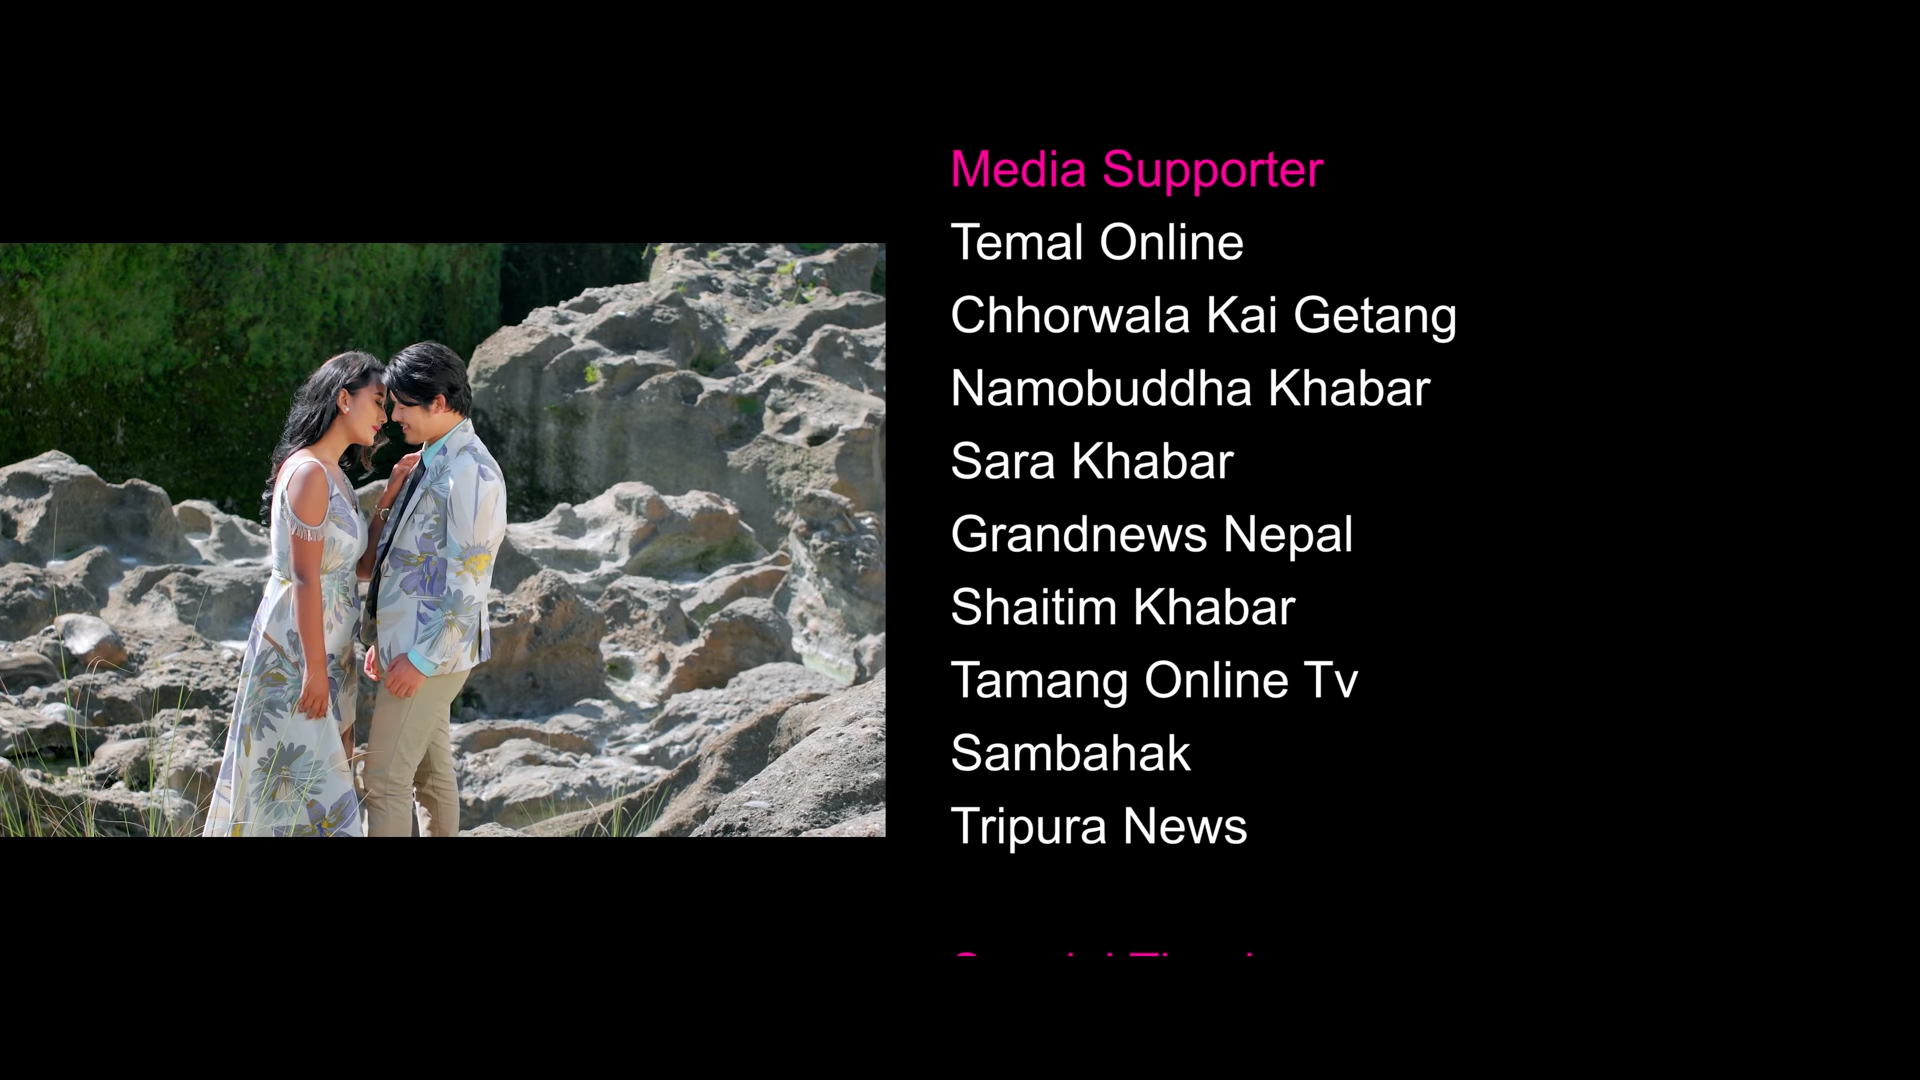 Media Supporter
Temal Online
Chhorwala Kai Getang
Namobuddha Khabar
Sara Khabar
Grandnews Nepal
Shaitim Khabar
Tamang Online Tv
Sambahak
Tripura News